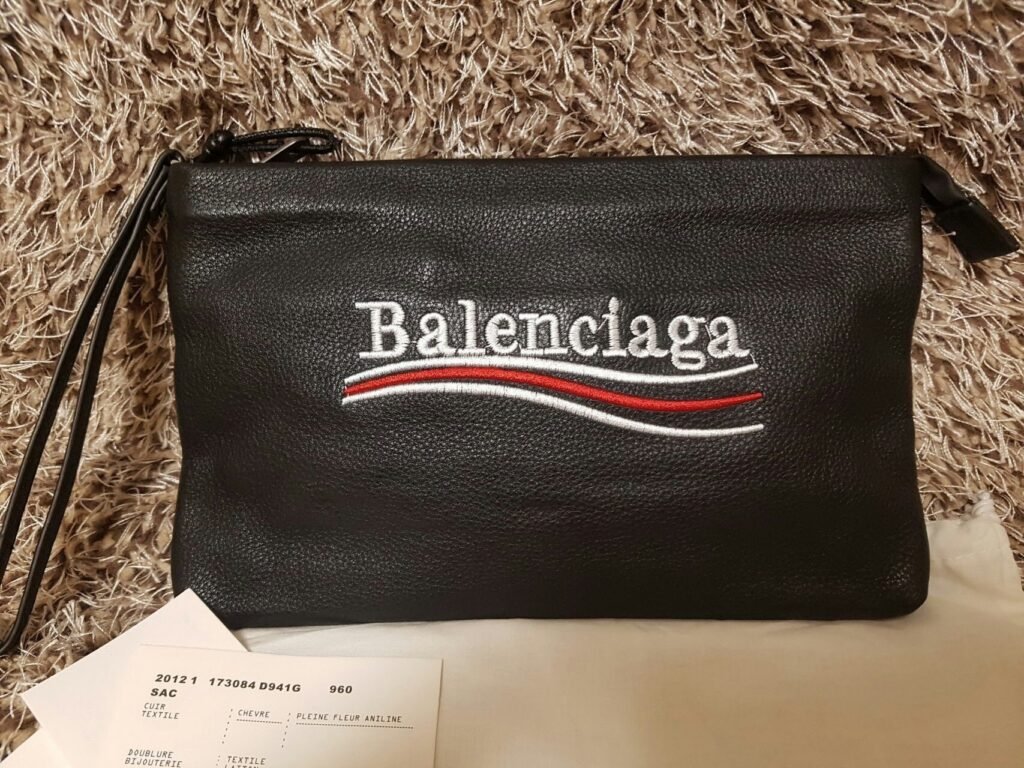 Balenciaga
2012 1 173084 D941G 960
SAC
CUIR : CHEVRE : PLEINE FLEUR ANILINE
TEXTILE
DOUBLURE : TEXTILE
BIJOUTERIE